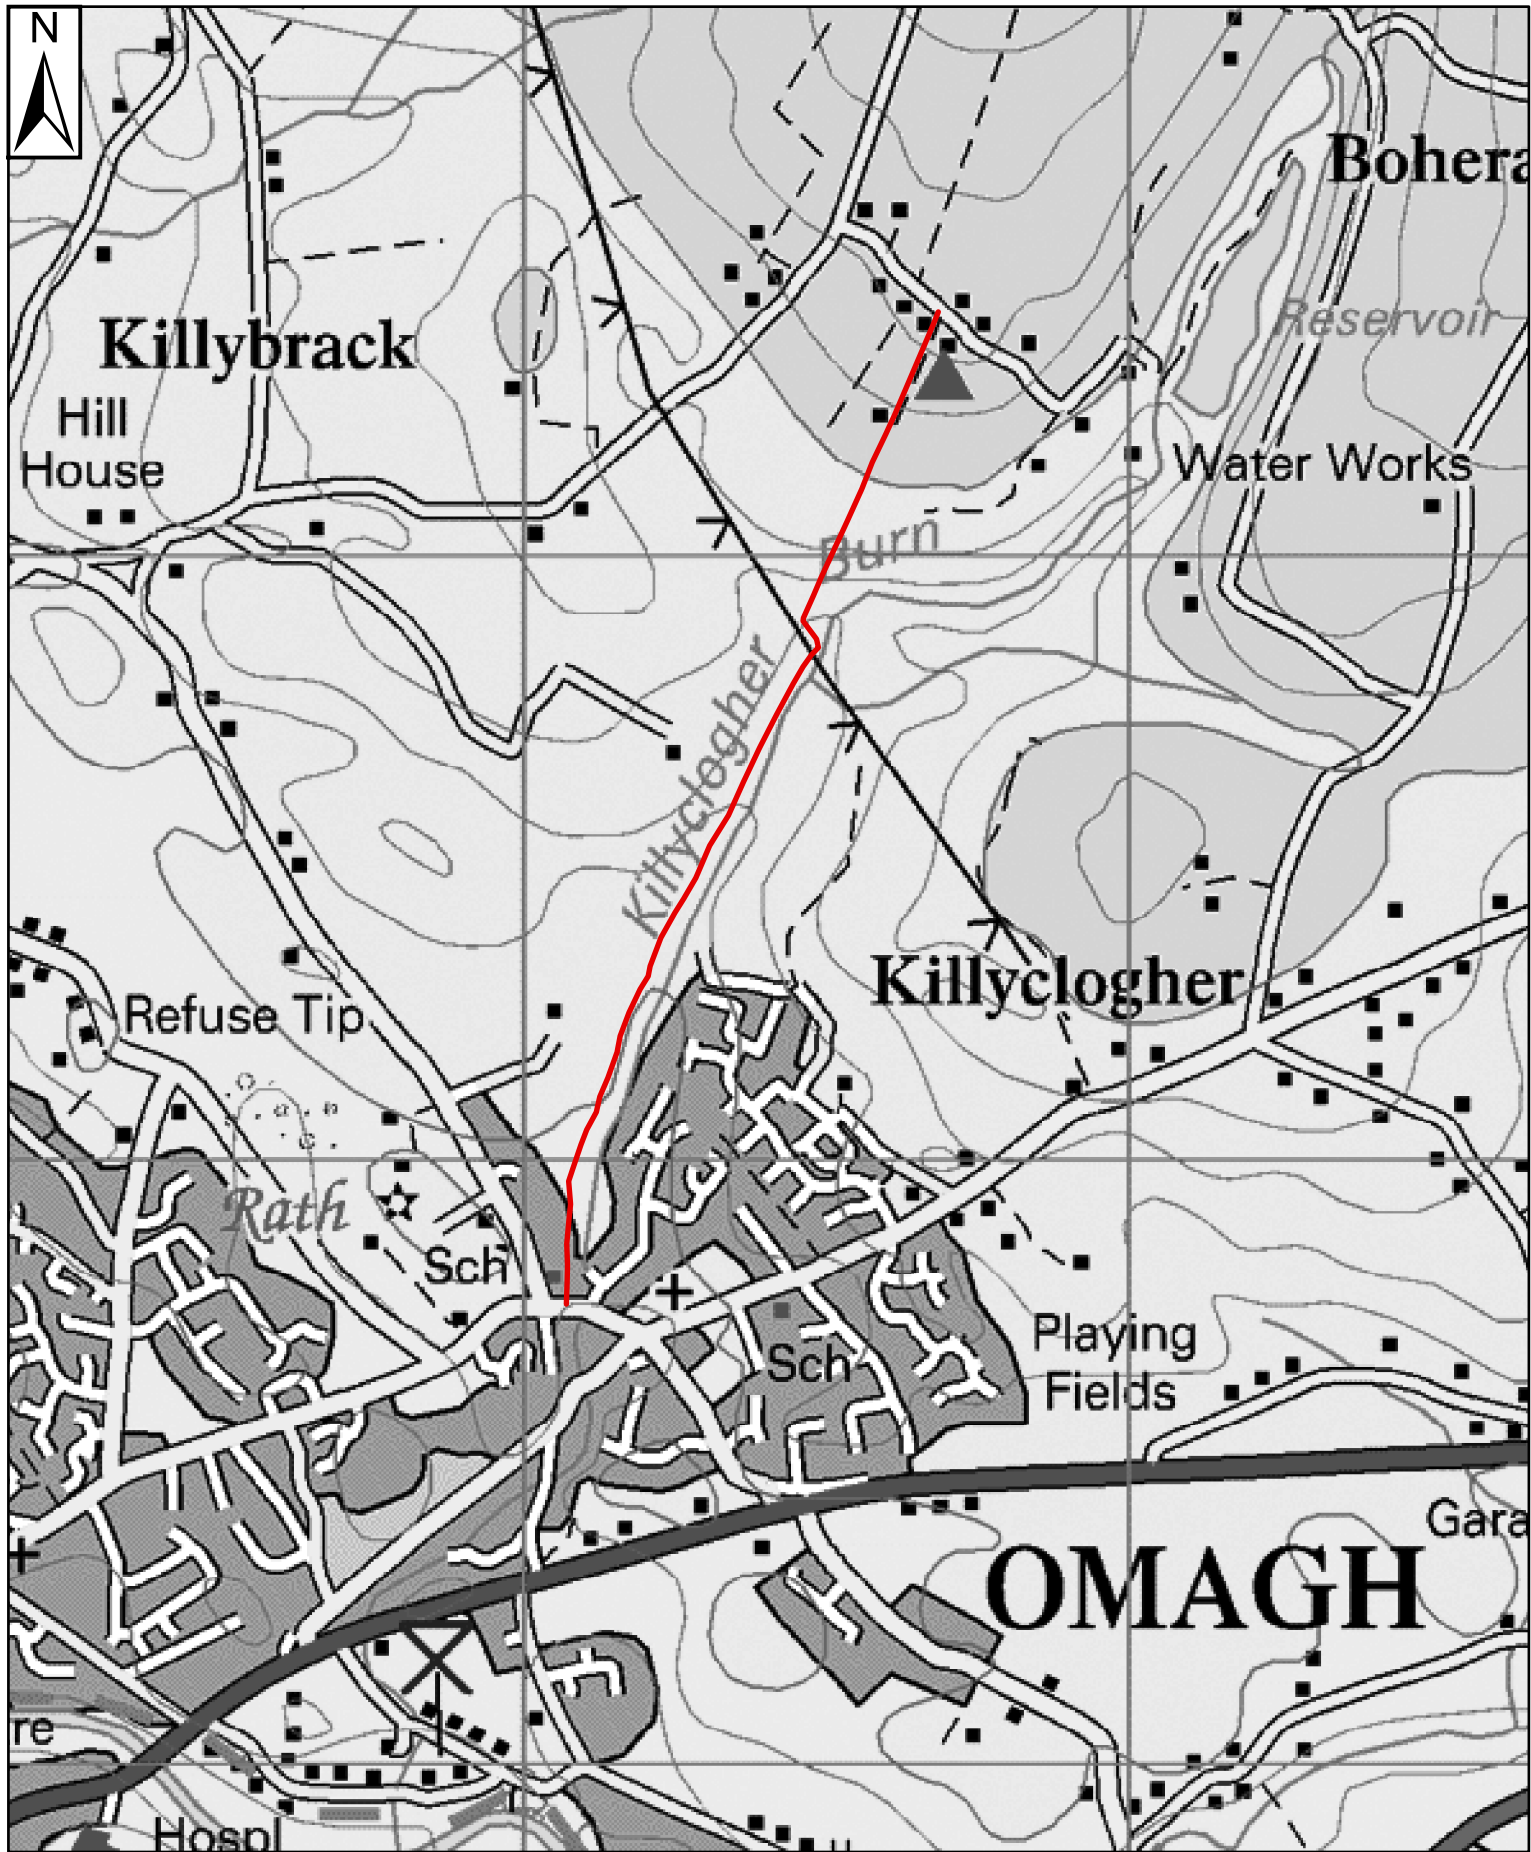 N
Bohera
Reservoir
Killybrack
Hill
House
Water Works
Burn
Killyclogher
Killyclogher
Refuse Tip
Rath
Sch
Playing
Fields
Sch
Gara
OMAGH
re
Hospl